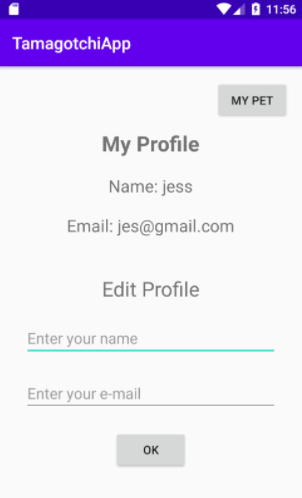 11:56
TamagotchiApp
MY PET
My Profile
Name: jess
Email: jes@gmail.com
Edit Profile
Enter your name
Enter your e-mail
OK